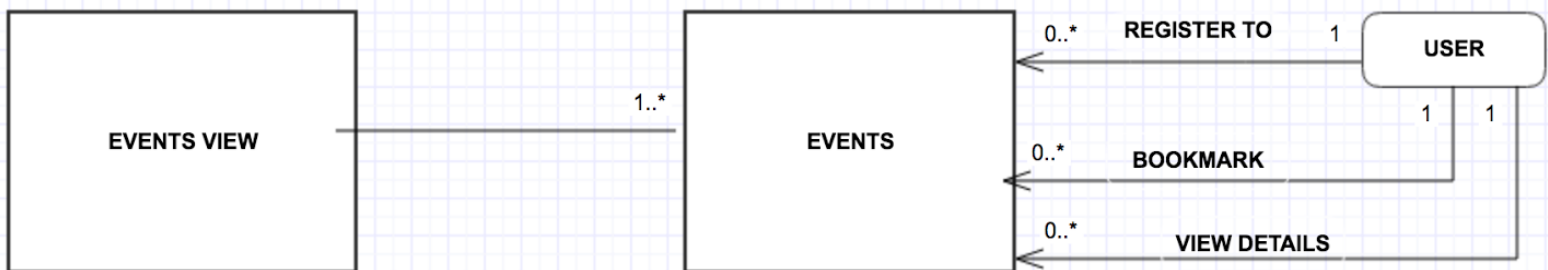 EVENTS VIEW
1..*
EVENTS
0..*
REGISTER TO
1
USER
1
1
0..*
BOOKMARK
0..*
VIEW DETAILS